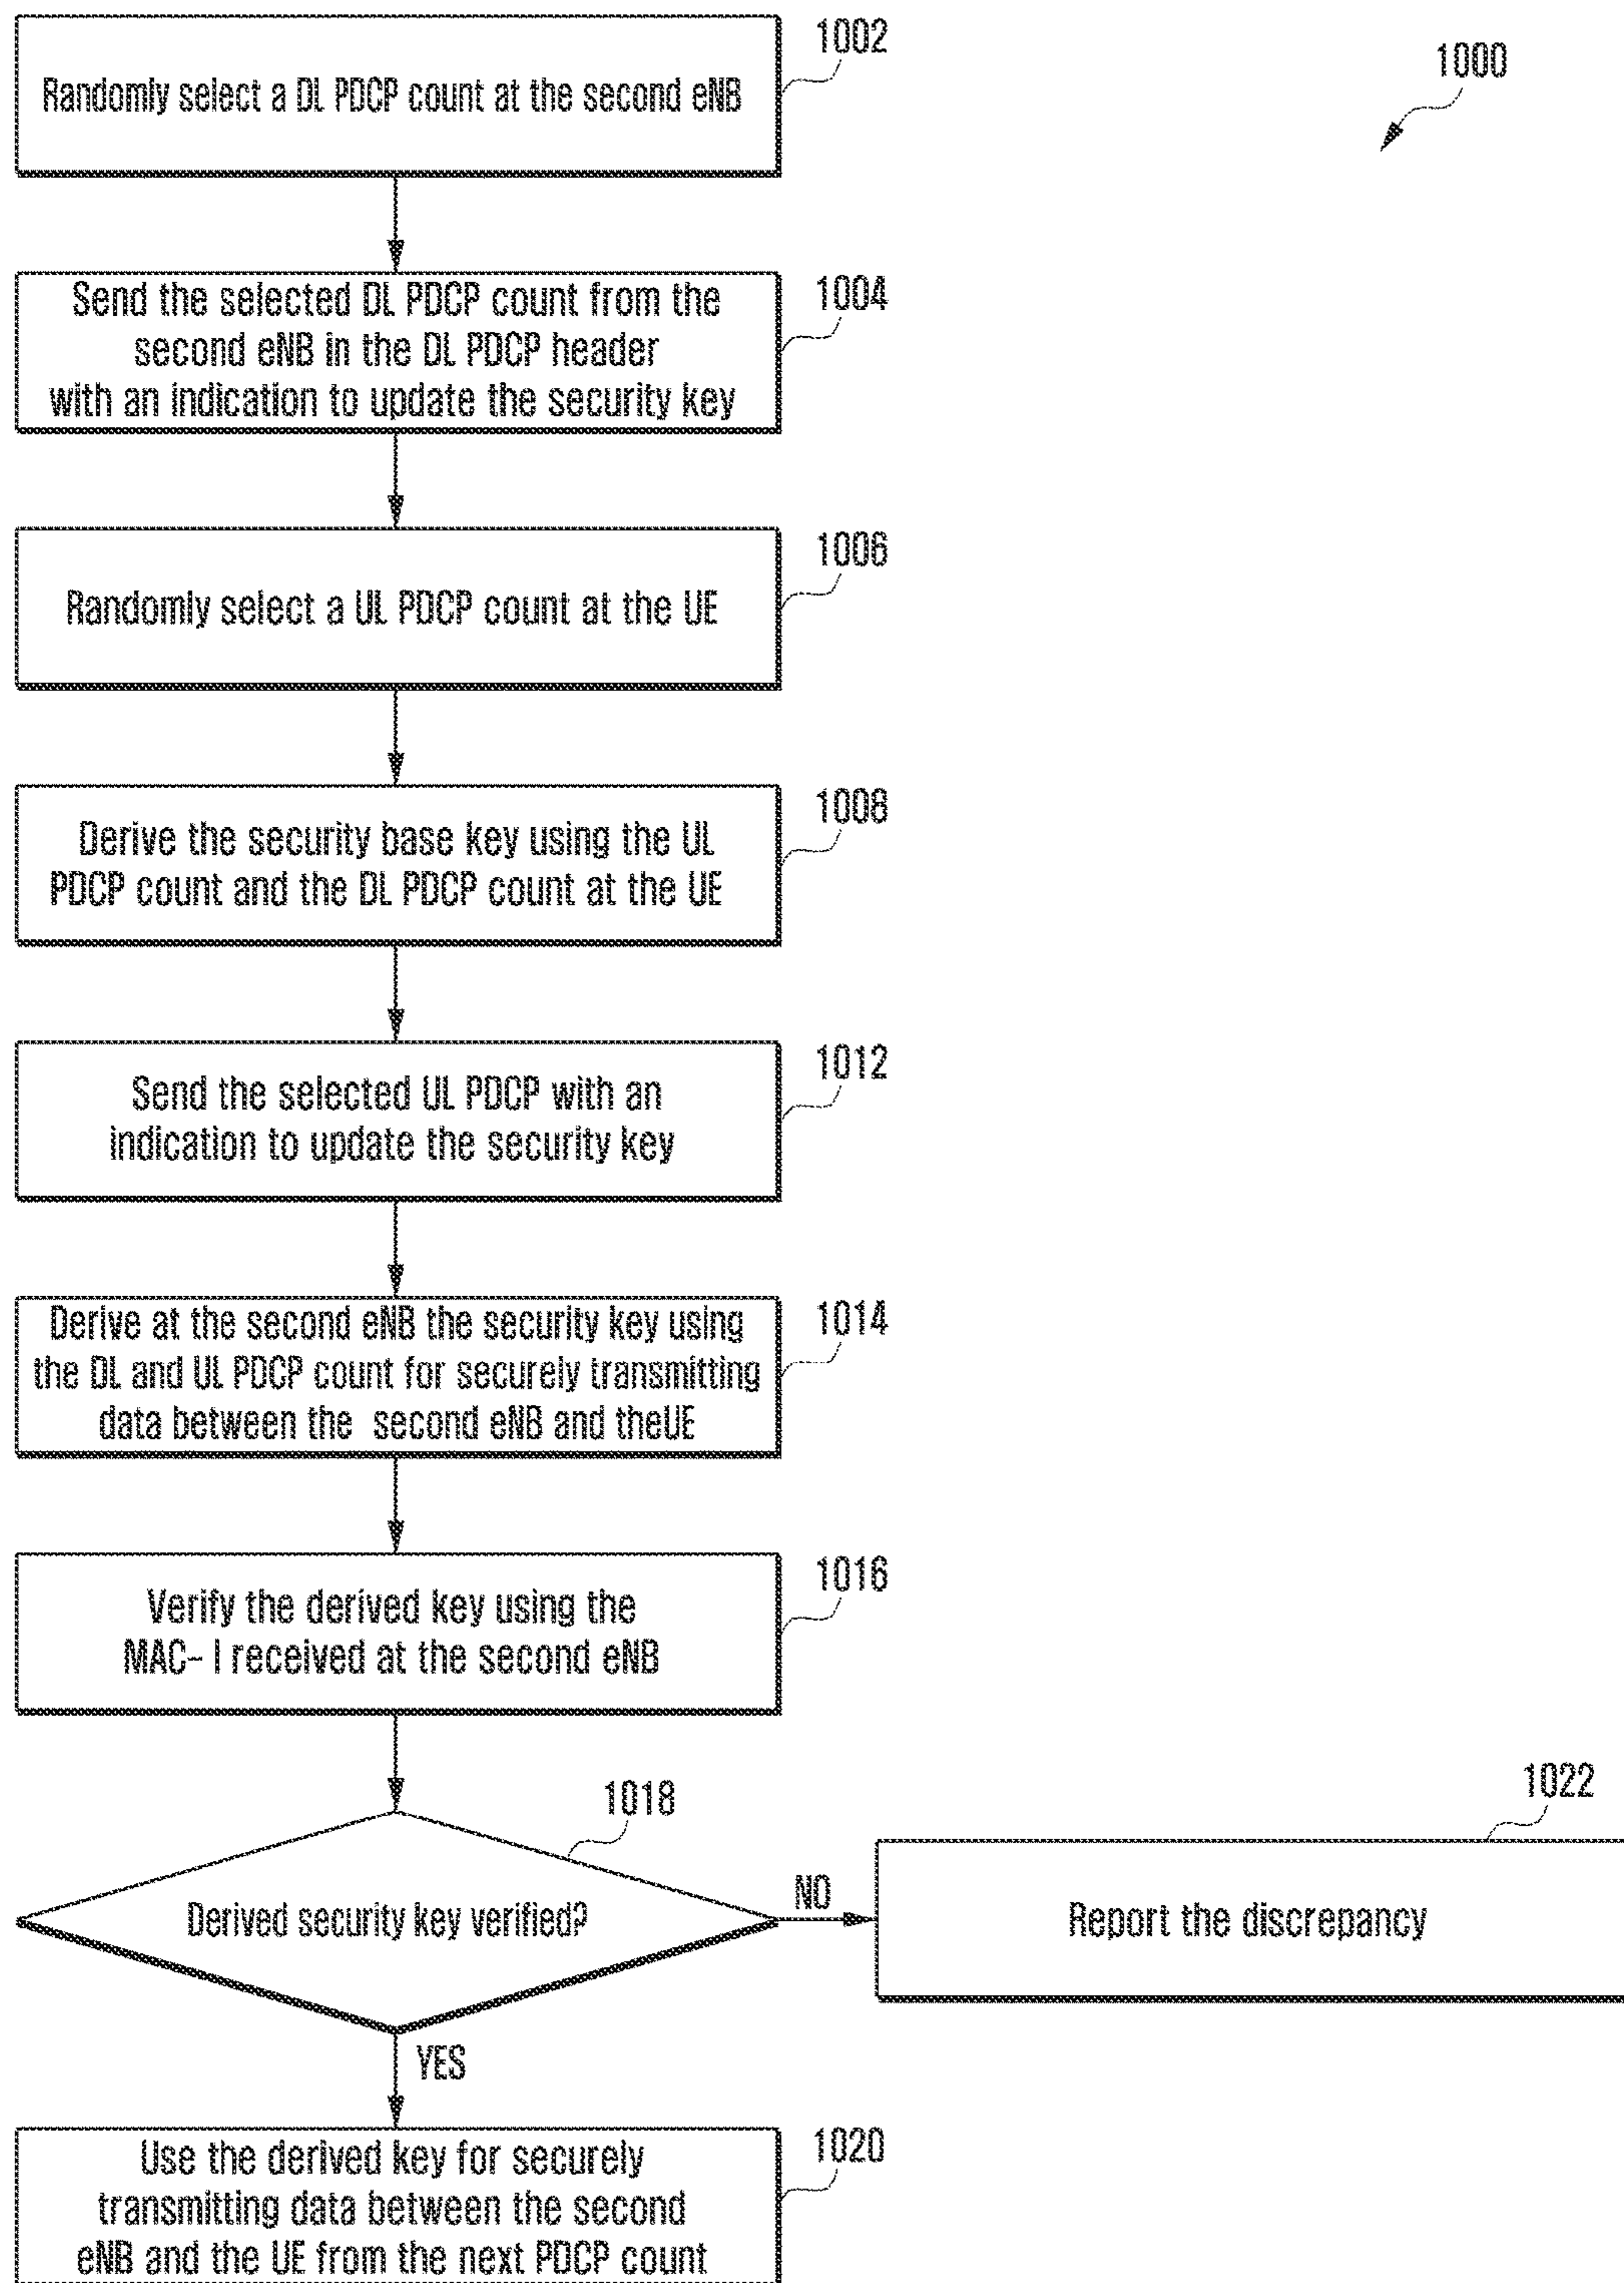 1002
1000
Randomly select a DL PDCP count at the second eNB
1004
Send the selected DL PDCP count from the
second eNB in the DL PDCP header
with an indication to update the security key
1006
Randomly select a UL PDCP count at the UE
1008
Derive the security base key using the UL
PDCP count and the DL PDCP count at the UE
1012
Send the selected UL PDCP with an
indication to update the security key
1014
Derive at the second eNB the security key using
the DL and UL PDCP count for securely transmitting
data between the second eNB and theUE
1016
Verify the derived key using the
MAC- I received at the second eNB
1018
1022
Derived security key verified?
NO
Report the discrepancy
YES
1020
Use the derived key for securely
transmitting data between the second
eNB and the UE from the next PDCP count